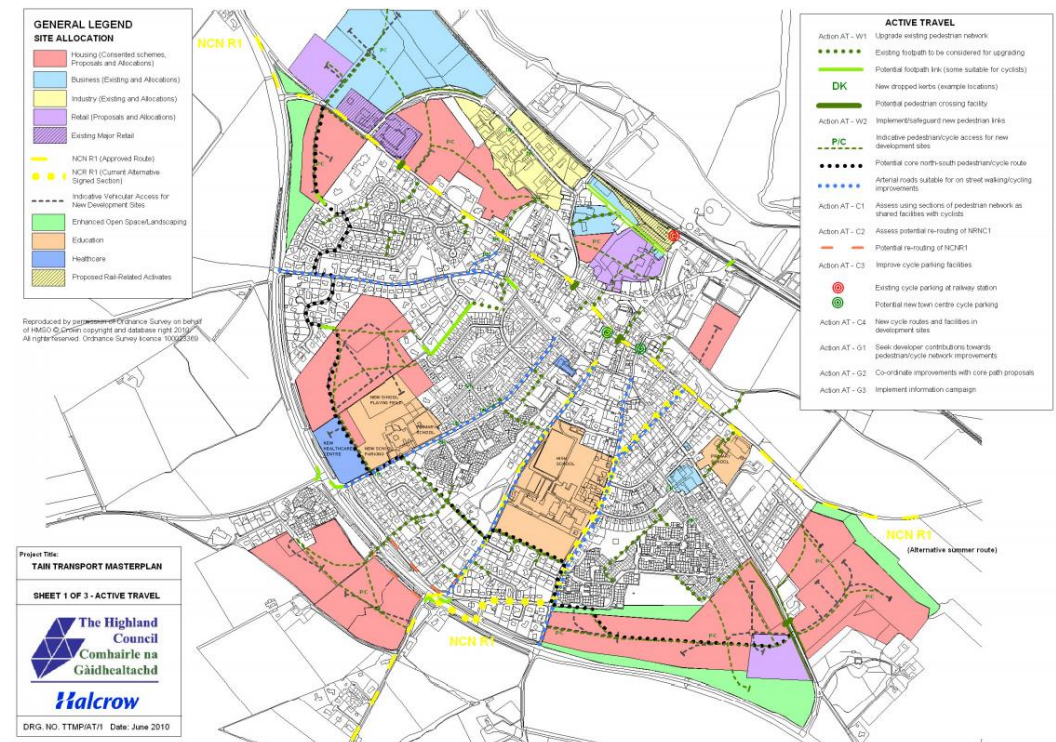 GENERAL LEGEND
SITE ALLOCATION
Housing (Consented schemes,
Proposals and Allocations)
Business (Existing and Allocations)
Industry (Existing and Allocations)
Retail (Proposals and Allocations)
Existing Major Retail
NCN R1 (Approved Route)
NCR R1 (Current Alternative
Signed Section)
Indicative Vehicular Access for
New Development Sites
Enhanced Open Space/Landscaping
Education
Healthcare
Proposed Rail-Related Activates
Reproduced by permission of Ordnance Survey on behalf
of HMSO © Crown copyright and database right 2010.
All rights reserved. Ordnance Survey licence 100023369
ACTIVE TRAVEL
Action AT - W1 Upgrade existing pedestrian network
Existing footpath to be considered for upgrading
Potential footpath link (some suitable for cyclists)
DK New dropped kerbs (example locations)
Potential pedestrian crossing facility
Action AT - W2 Implement/safeguard new pedestrian links
P/C Indicative pedestrian/cycle access for new
development sites
Potential core north-south pedestrian/cycle route
Arterial roads suitable for on street walking/cycling
improvements
Action AT - C1 Assess using sections of pedestrian network as
shared facilities with cyclists
Action AT - C2 Assess potential re-routing of NRNC1
Potential re-routing of NCNR1
Action AT - C3 Improve cycle parking facilities
Existing cycle parking at railway station
Potential new town centre cycle parking
Action AT - C4 New cycle routes and facilities in
development sites
Action AT - G1 Seek developer contributions towards
pedestrian/cycle network improvements
Action AT - G2 Co-ordinate improvements with core path proposals
Action AT - G3 Implement information campaign
NCN R1
P/C
P/C
P/C
P/C
NEW SCHOOL
PLAYING FIELD
PRIMARY
SCHOOL
NEW SCHOOL
PARKING
NEW
HEALTHCARE
CENTRE
HIGH
SCHOOL
SCHOOL
NCN R1
(Alternative summer route)
P/C
P/C
P/C
P/C
NCN R1
Project Title:
TAIN TRANSPORT MASTERPLAN
SHEET 1 OF 3 - ACTIVE TRAVEL
The Highland
Council
Comhairle na
Gàidhealtachd
Halcrow
DRG. NO. TTMP/AT/1 Date: June 2010